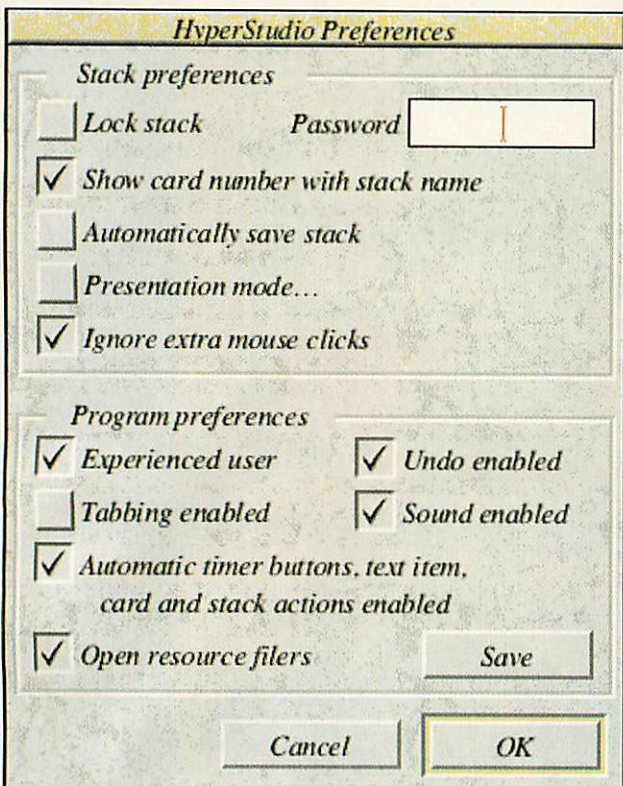 HyperStudio Preferences
Stack preferences
Lock stack Password
Show card number with stack name
Automatically save stack
Presentation mode...
Ignore extra mouse clicks
Program preferences
Experienced user Undo enabled
Tabbing enabled Sound enabled
Automatic timer buttons, text item,
card and stack actions enabled
Open resource filers Save
Cancel OK